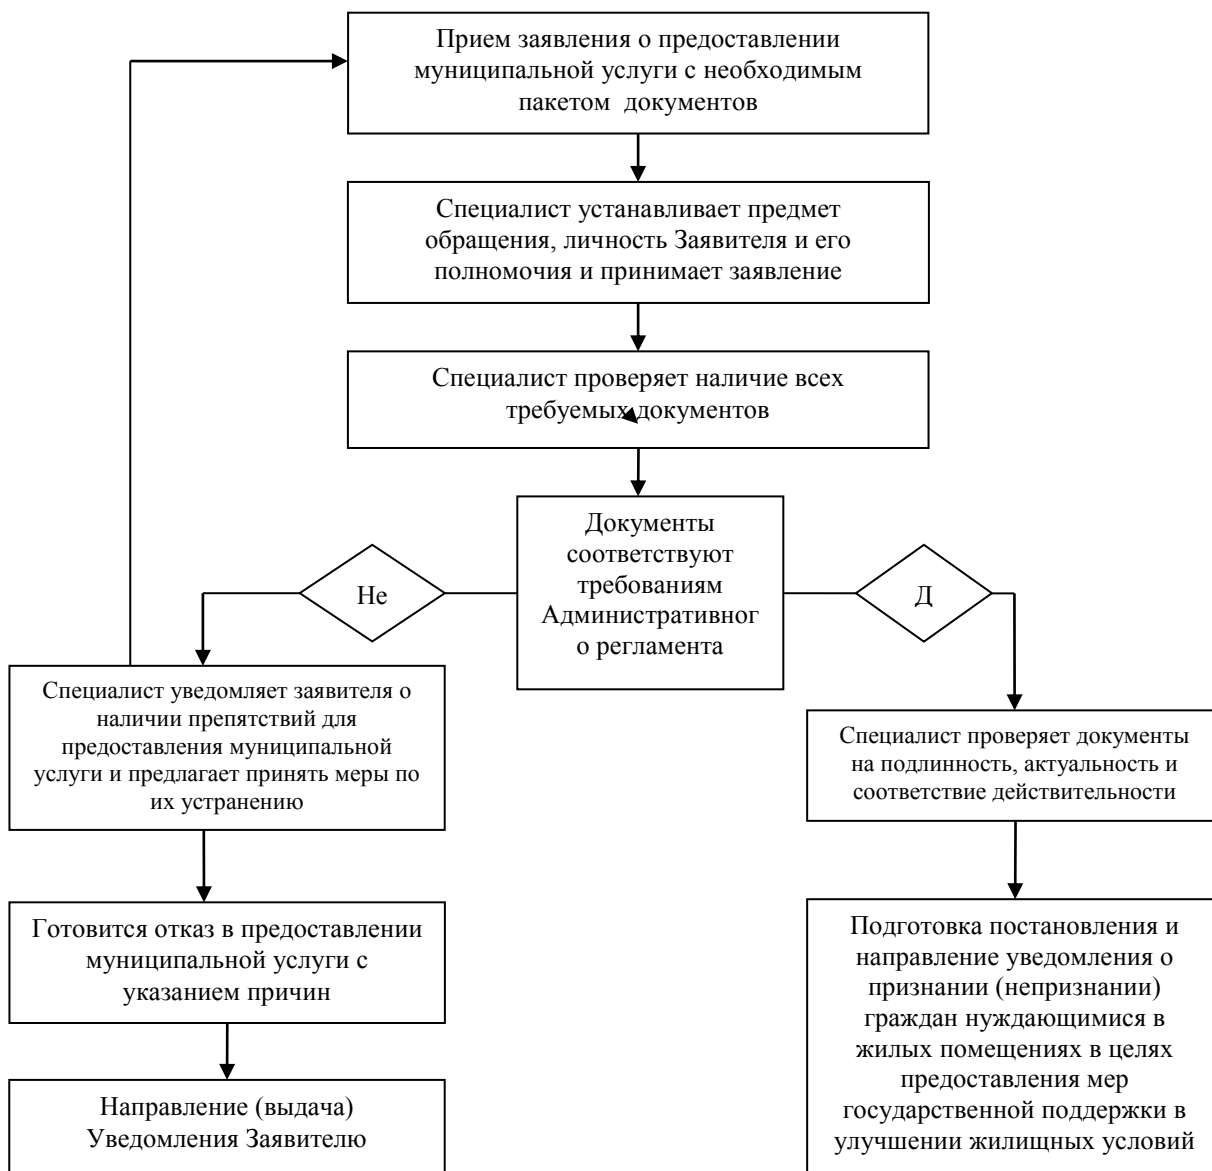 Прием заявления о предоставлении
муниципальной услуги с необходимым
пакетом документов
Специалист устанавливает предмет
обращения, личность Заявителя и его
полномочия и принимает заявление
Специалист проверяет наличие всех
требуемых документов
Документы
соответствуют
требованиям
Административног
о регламента
Не
Д
Специалист уведомляет заявителя о
наличии препятствий для
предоставления муниципальной
услуги и предлагает принять меры по
их устранению
Специалист проверяет документы
на подлинность, актуальность и
соответствие действительности
Готовится отказ в предоставлении
муниципальной услуги с
указанием причин
Подготовка постановления и
направление уведомления о
признании (непризнании)
граждан нуждающимися в
жилых помещениях в целях
предоставления мер
государственной поддержки в
улучшении жилищных условий
Направление (выдача)
Уведомления Заявителю